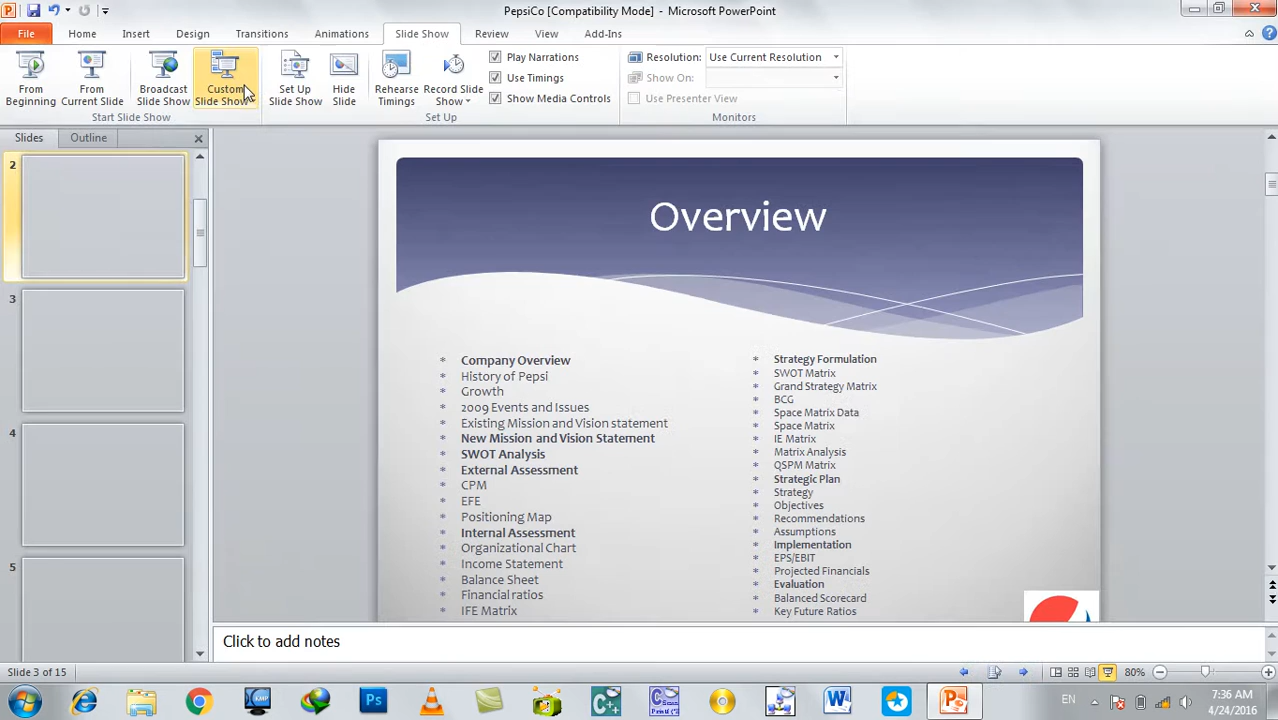 PepsiCo [Compatibility Mode] - Microsoft PowerPoint
File Home Insert Design Transitions Animations Slide Show Review View Add-Ins
From Beginning
From Current Slide
Broadcast Slide Show
Custom Slide Show
Start Slide Show
Set Up Slide Show
Hide Slide
Rehearse Timings
Record Slide Show
Play Narrations
Use Timings
Show Media Controls
Set Up
Resolution: Use Current Resolution
Show On:
Use Presenter View
Monitors
Slides Outline
2
3
4
5
Overview
* Company Overview
* History of Pepsi
* Growth
* 2009 Events and Issues
* Existing Mission and Vision statement
* New Mission and Vision Statement
* SWOT Analysis
* External Assessment
* CPM
* EFE
* Positioning Map
* Internal Assessment
* Organizational Chart
* Income Statement
* Balance Sheet
* Financial ratios
* IFE Matrix
* Strategy Formulation
* SWOT Matrix
* Grand Strategy Matrix
* BCG
* Space Matrix Data
* Space Matrix
* IE Matrix
* Matrix Analysis
* QSPM Matrix
* Strategic Plan
* Strategy
* Objectives
* Recommendations
* Assumptions
* Implementation
* EPS/EBIT
* Projected Financials
* Evaluation
* Balanced Scorecard
* Key Future Ratios
Click to add notes
Slide 3 of 15
80%
EN
7:36 AM
4/24/2016